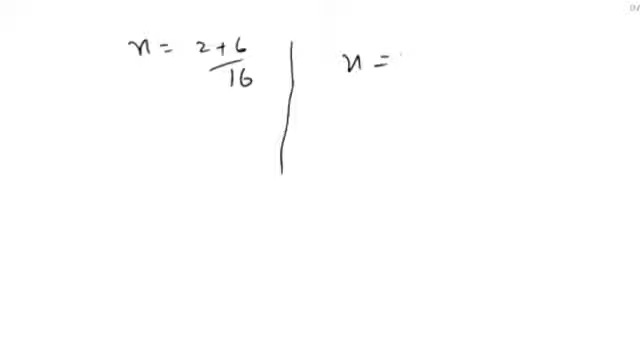 x = 2 + 6 / 16
x =